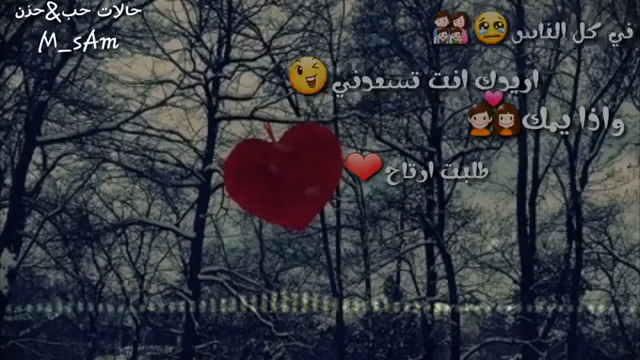 حالات حب&حزن
M_sAm
في كل الناس
اريدك انت تسعدني
واذا يمك
طلبت ارتاح